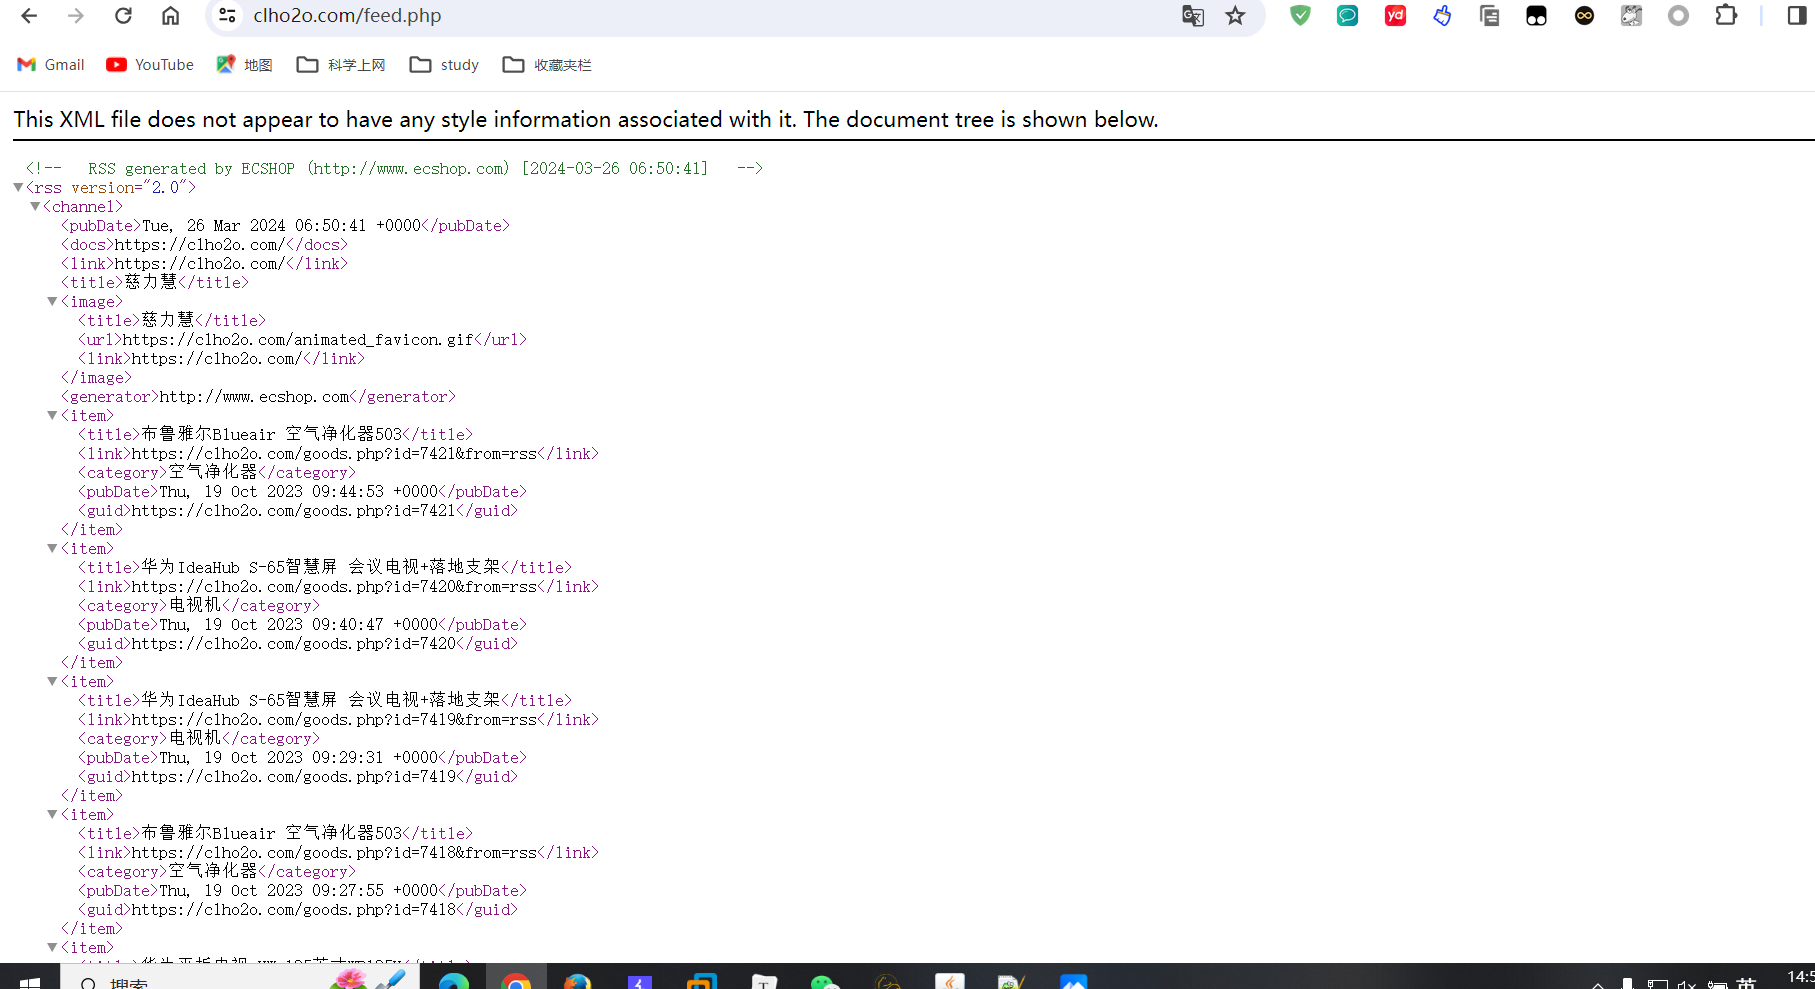 clho2o.com/feed.php
Gmail YouTube 地图 科学上网 study 收藏夹栏
This XML file does not appear to have any style information associated with it. The document tree is shown below.
<!-- RSS generated by ECSHOP (http://www.ecshop.com) [2024-03-26 06:50:41] -->
<rss version="2.0">
<channel>
<pubDate>Tue, 26 Mar 2024 06:50:41 +0000</pubDate>
<docs>https://clho2o.com/</docs>
<link>https://clho2o.com/</link>
<title>慈力慧</title>
<image>
<title>慈力慧</title>
<url>https://clho2o.com/animated_favicon.gif</url>
<link>https://clho2o.com/</link>
</image>
<generator>http://www.ecshop.com</generator>
<item>
<title>布鲁雅尔Blueair 空气净化器503</title>
<link>https://clho2o.com/goods.php?id=7421&from=rss</link>
<category>空气净化器</category>
<pubDate>Thu, 19 Oct 2023 09:44:53 +0000</pubDate>
<guid>https://clho2o.com/goods.php?id=7421</guid>
</item>
<item>
<title>华为IdeaHub S-65智慧屏 会议电视+落地支架</title>
<link>https://clho2o.com/goods.php?id=7420&from=rss</link>
<category>电视机</category>
<pubDate>Thu, 19 Oct 2023 09:40:47 +0000</pubDate>
<guid>https://clho2o.com/goods.php?id=7420</guid>
</item>
<item>
<title>华为IdeaHub S-65智慧屏 会议电视+落地支架</title>
<link>https://clho2o.com/goods.php?id=7419&from=rss</link>
<category>电视机</category>
<pubDate>Thu, 19 Oct 2023 09:29:31 +0000</pubDate>
<guid>https://clho2o.com/goods.php?id=7419</guid>
</item>
<item>
<title>布鲁雅尔Blueair 空气净化器503</title>
<link>https://clho2o.com/goods.php?id=7418&from=rss</link>
<category>空气净化器</category>
<pubDate>Thu, 19 Oct 2023 09:27:55 +0000</pubDate>
<guid>https://clho2o.com/goods.php?id=7418</guid>
</item>
<item>
搜索 英 14:5